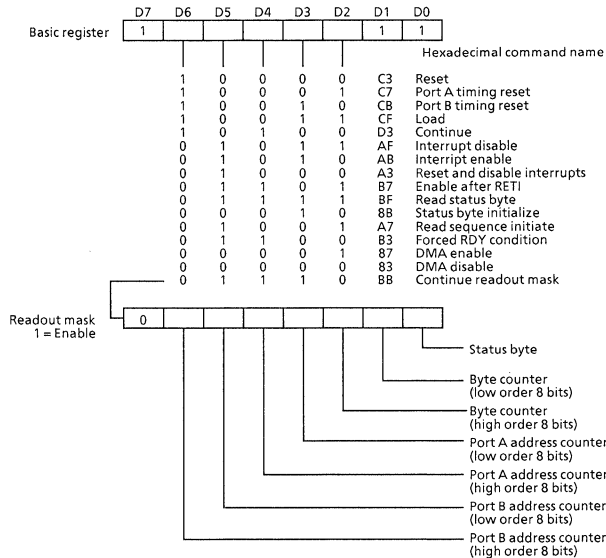 D7 D6 D5 D4 D3 D2 D1 D0
Basic register 1 1 1
Hexadecimal command name
1 0 0 0 0 C3 Reset
1 0 0 0 1 C7 Port A timing reset
1 0 0 1 0 CB Port B timing reset
1 0 0 1 1 CF Load
1 0 1 0 0 D3 Continue
0 1 0 1 1 AF Interrupt disable
0 1 0 1 0 AB Interript enable
0 1 0 0 0 A3 Reset and disable interrupts
0 1 1 0 1 B7 Enable after RETI
0 1 1 1 1 BF Read status byte
0 0 0 1 0 8B Status byte initialize
0 1 0 0 1 A7 Read sequence initiate
0 1 1 0 0 B3 Forced RDY condition
0 0 0 0 1 87 DMA enable
0 0 0 0 0 83 DMA disable
0 1 1 1 0 BB Continue readout mask
Readout mask 0
1 = Enable
Status byte
Byte counter
(low order 8 bits)
Byte counter
(high order 8 bits)
Port A address counter
(low order 8 bits)
Port A address counter
(high order 8 bits)
Port B address counter
(low order 8 bits)
Port B address counter
(high order 8 bits)